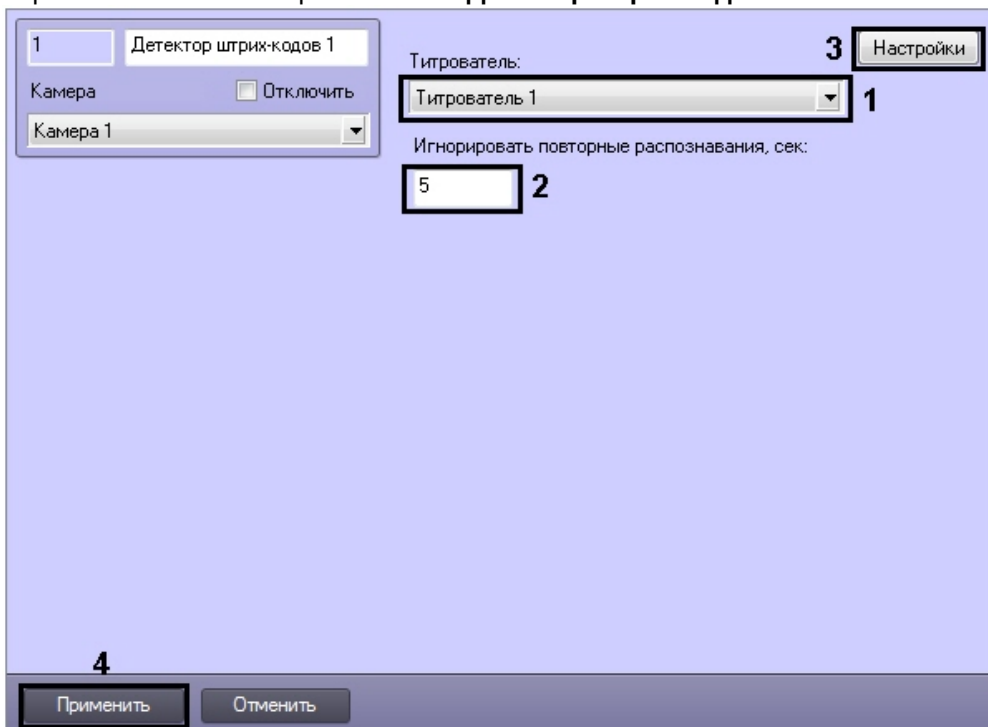 1
Детектор штрих-кодов 1
Камера
Отключить
Камера 1
Титрователь:
3
Настройки
Титрователь 1
1
Игнорировать повторные распознавания, сек:
5
2
4
Применить
Отменить